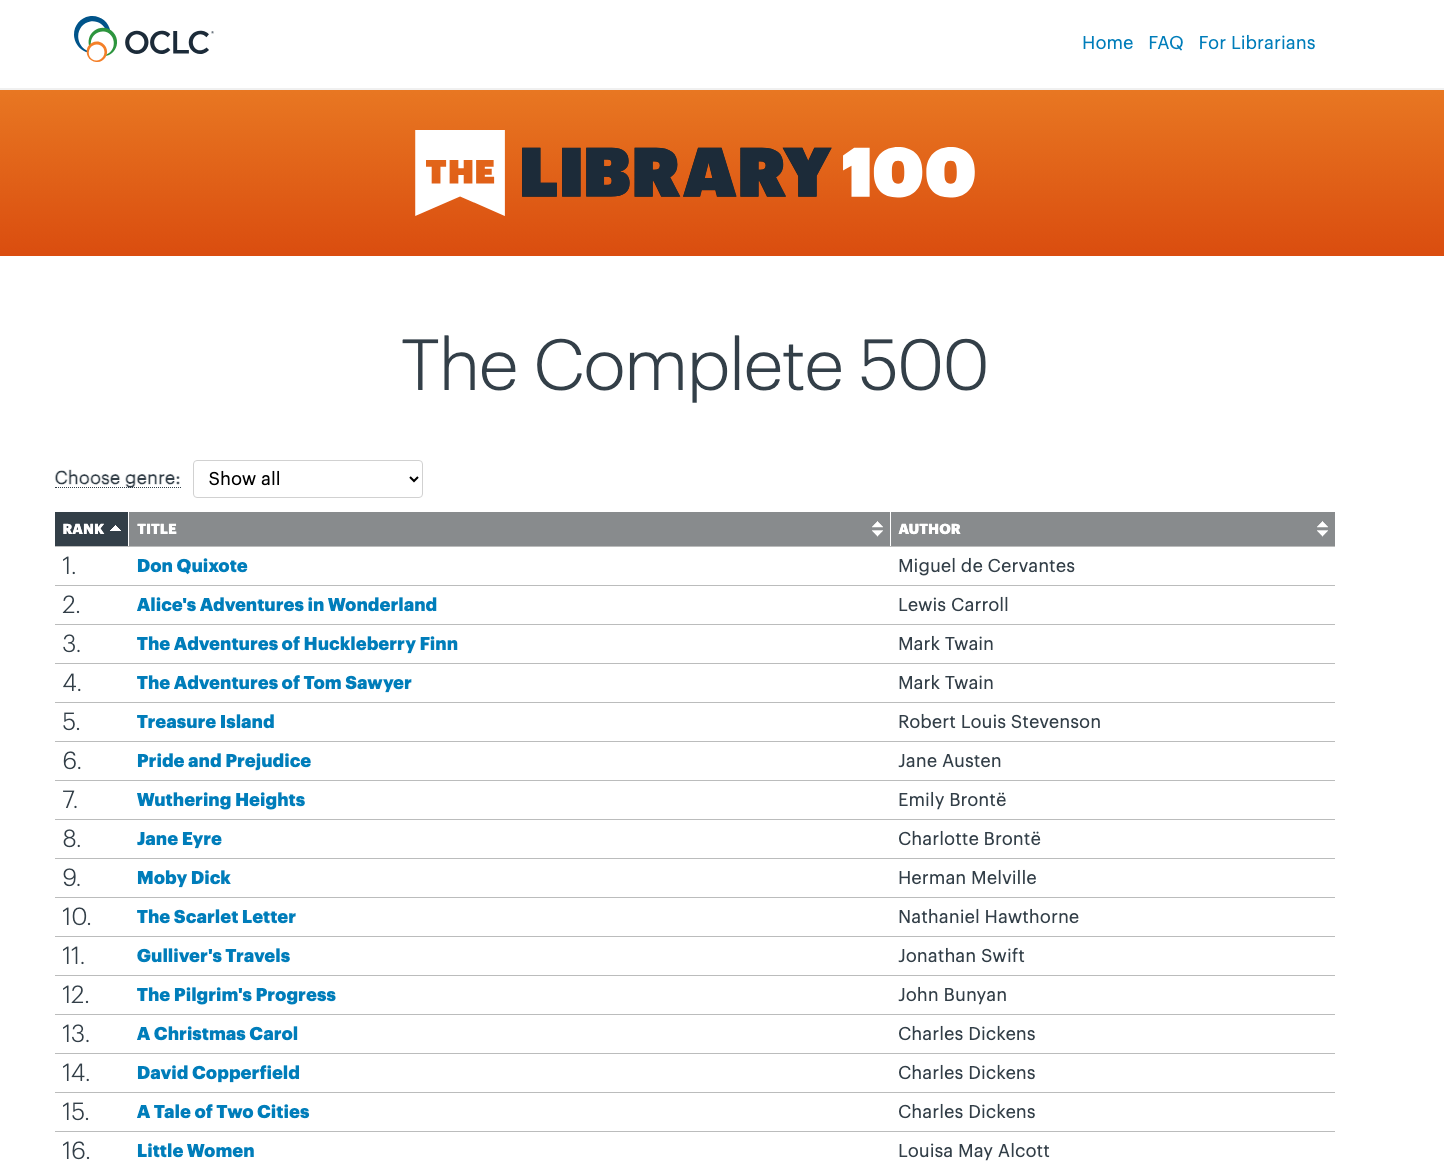 OCLC
Home FAQ For Librarians
THE LIBRARY 100
The Complete 500
Choose genre: Show all
RANK TITLE AUTHOR
1. Don Quixote Miguel de Cervantes
2. Alice's Adventures in Wonderland Lewis Carroll
3. The Adventures of Huckleberry Finn Mark Twain
4. The Adventures of Tom Sawyer Mark Twain
5. Treasure Island Robert Louis Stevenson
6. Pride and Prejudice Jane Austen
7. Wuthering Heights Emily Brontë
8. Jane Eyre Charlotte Brontë
9. Moby Dick Herman Melville
10. The Scarlet Letter Nathaniel Hawthorne
11. Gulliver's Travels Jonathan Swift
12. The Pilgrim's Progress John Bunyan
13. A Christmas Carol Charles Dickens
14. David Copperfield Charles Dickens
15. A Tale of Two Cities Charles Dickens
16. Little Women Louisa May Alcott